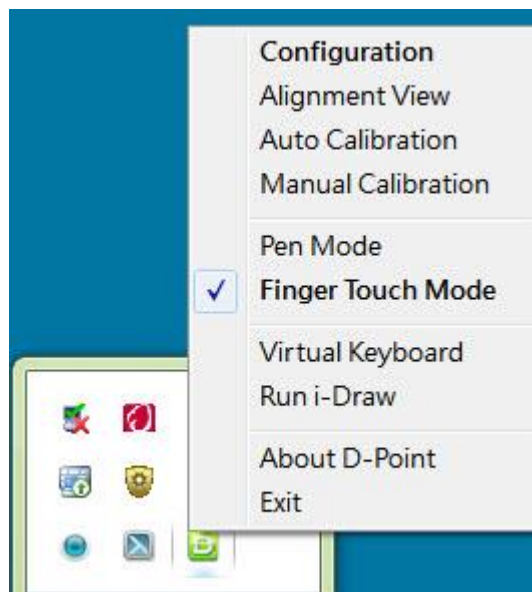 Configuration
Alignment View
Auto Calibration
Manual Calibration
Pen Mode
Finger Touch Mode
Virtual Keyboard
Run i-Draw
About D-Point
Exit